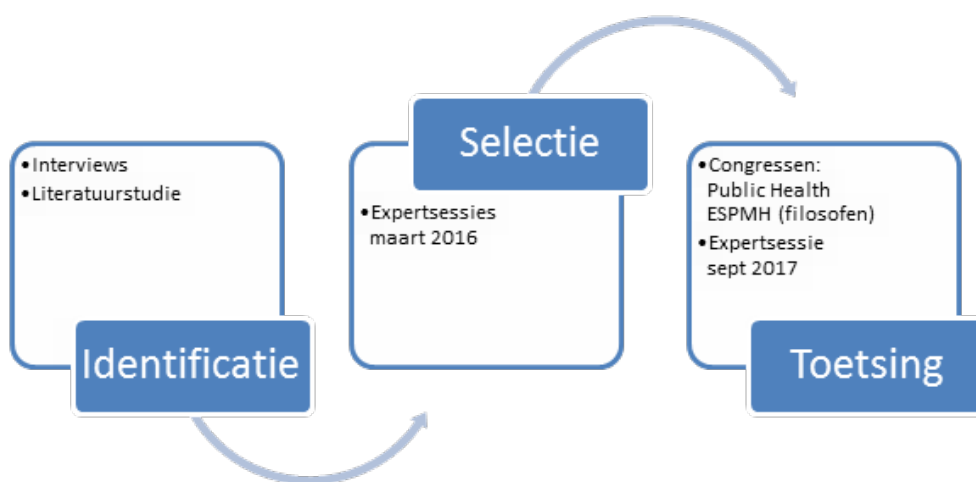 •Interviews
•Literatuurstudie
Identificatie
Selectie
•Expertsessies
maart 2016
•Congressen:
Public Health
ESPMH (filosofen)
•Expertsessie
sept 2017
Toetsing